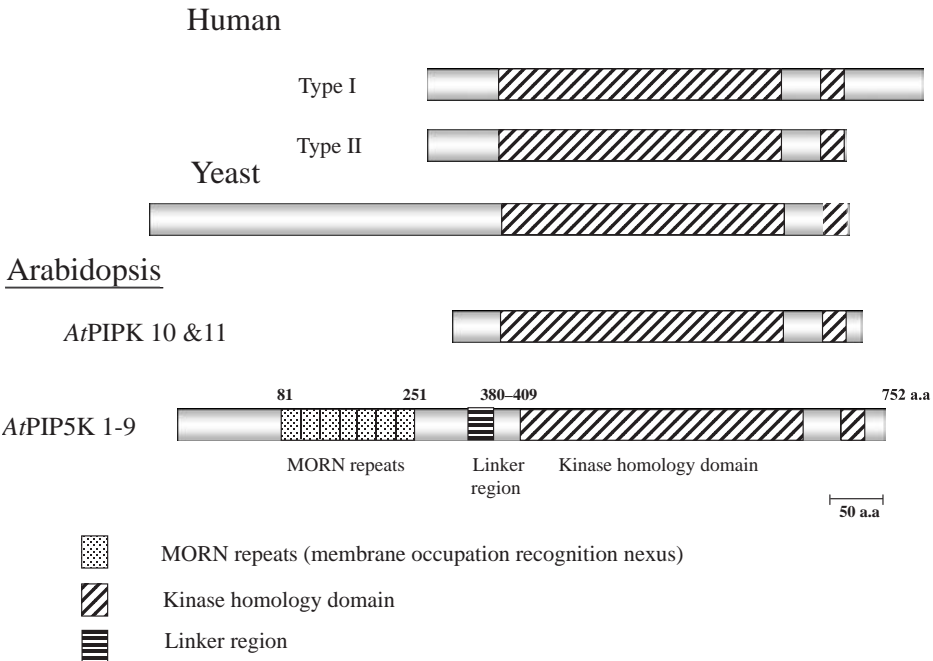 Human
Type I
Type II
Yeast
Arabidopsis
AtPIPK 10 &11
81
251
380–409
752 a.a
AtPIP5K 1-9
MORN repeats
Linker
region
Kinase homology domain
50 a.a
MORN repeats (membrane occupation recognition nexus)
Kinase homology domain
Linker region